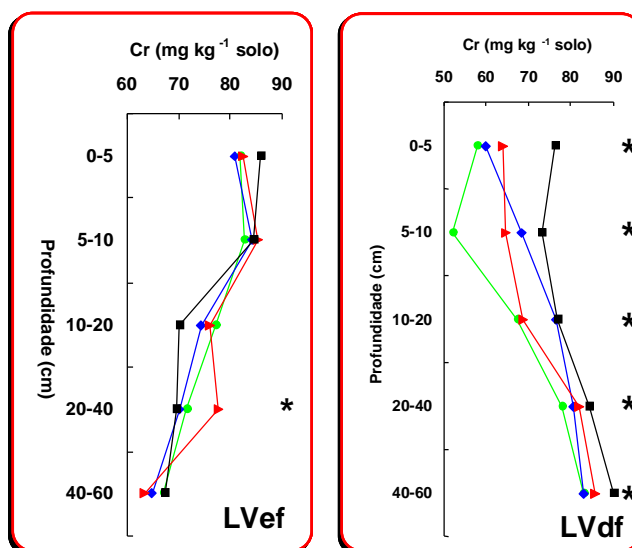 Cr (mg kg -1 solo)
60 70 80 90
Profundidade (cm)
0-5
5-10
10-20
20-40 *
40-60
LVef
Cr (mg kg -1 solo)
50 60 70 80 90
Profundidade (cm)
0-5 *
5-10 *
10-20 *
20-40 *
40-60 *
LVdf